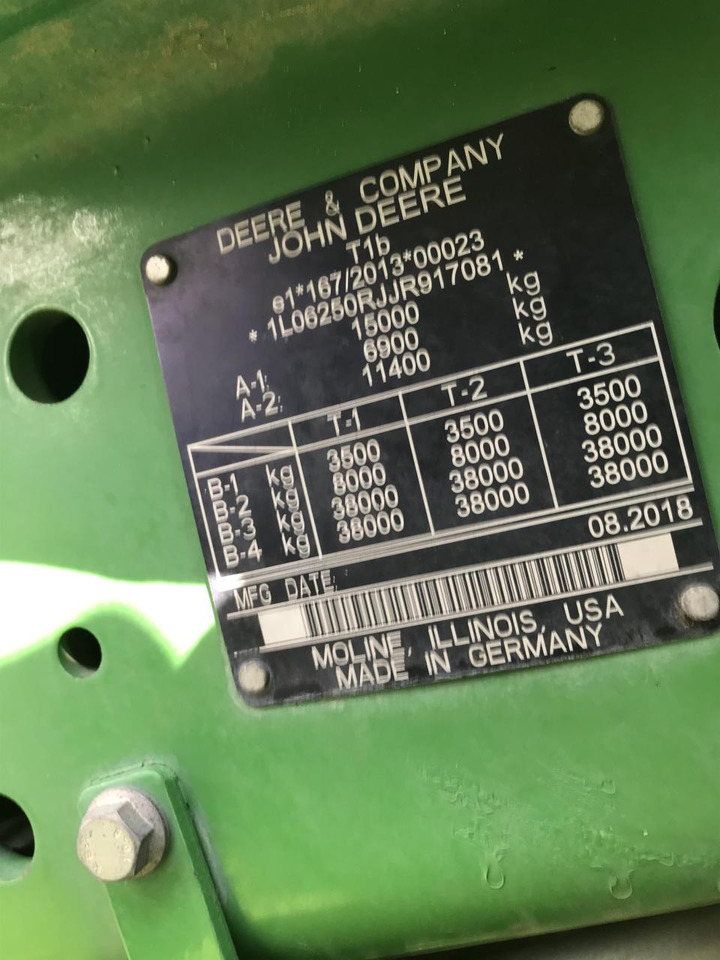 DEERE & COMPANY
JOHN DEERE
T1b
e1*167/2013*00023
* 1L06250RJJR917081 *
15000 kg
A-1: 6900 kg
A-2: 11400 kg
T-1 T-2 T-3
B-1 kg 3500 3500 3500
B-2 kg 8000 8000 8000
B-3 kg 38000 38000 38000
B-4 kg 38000 38000 38000
MFG DATE: 08.2018
MOLINE, ILLINOIS, USA
MADE IN GERMANY